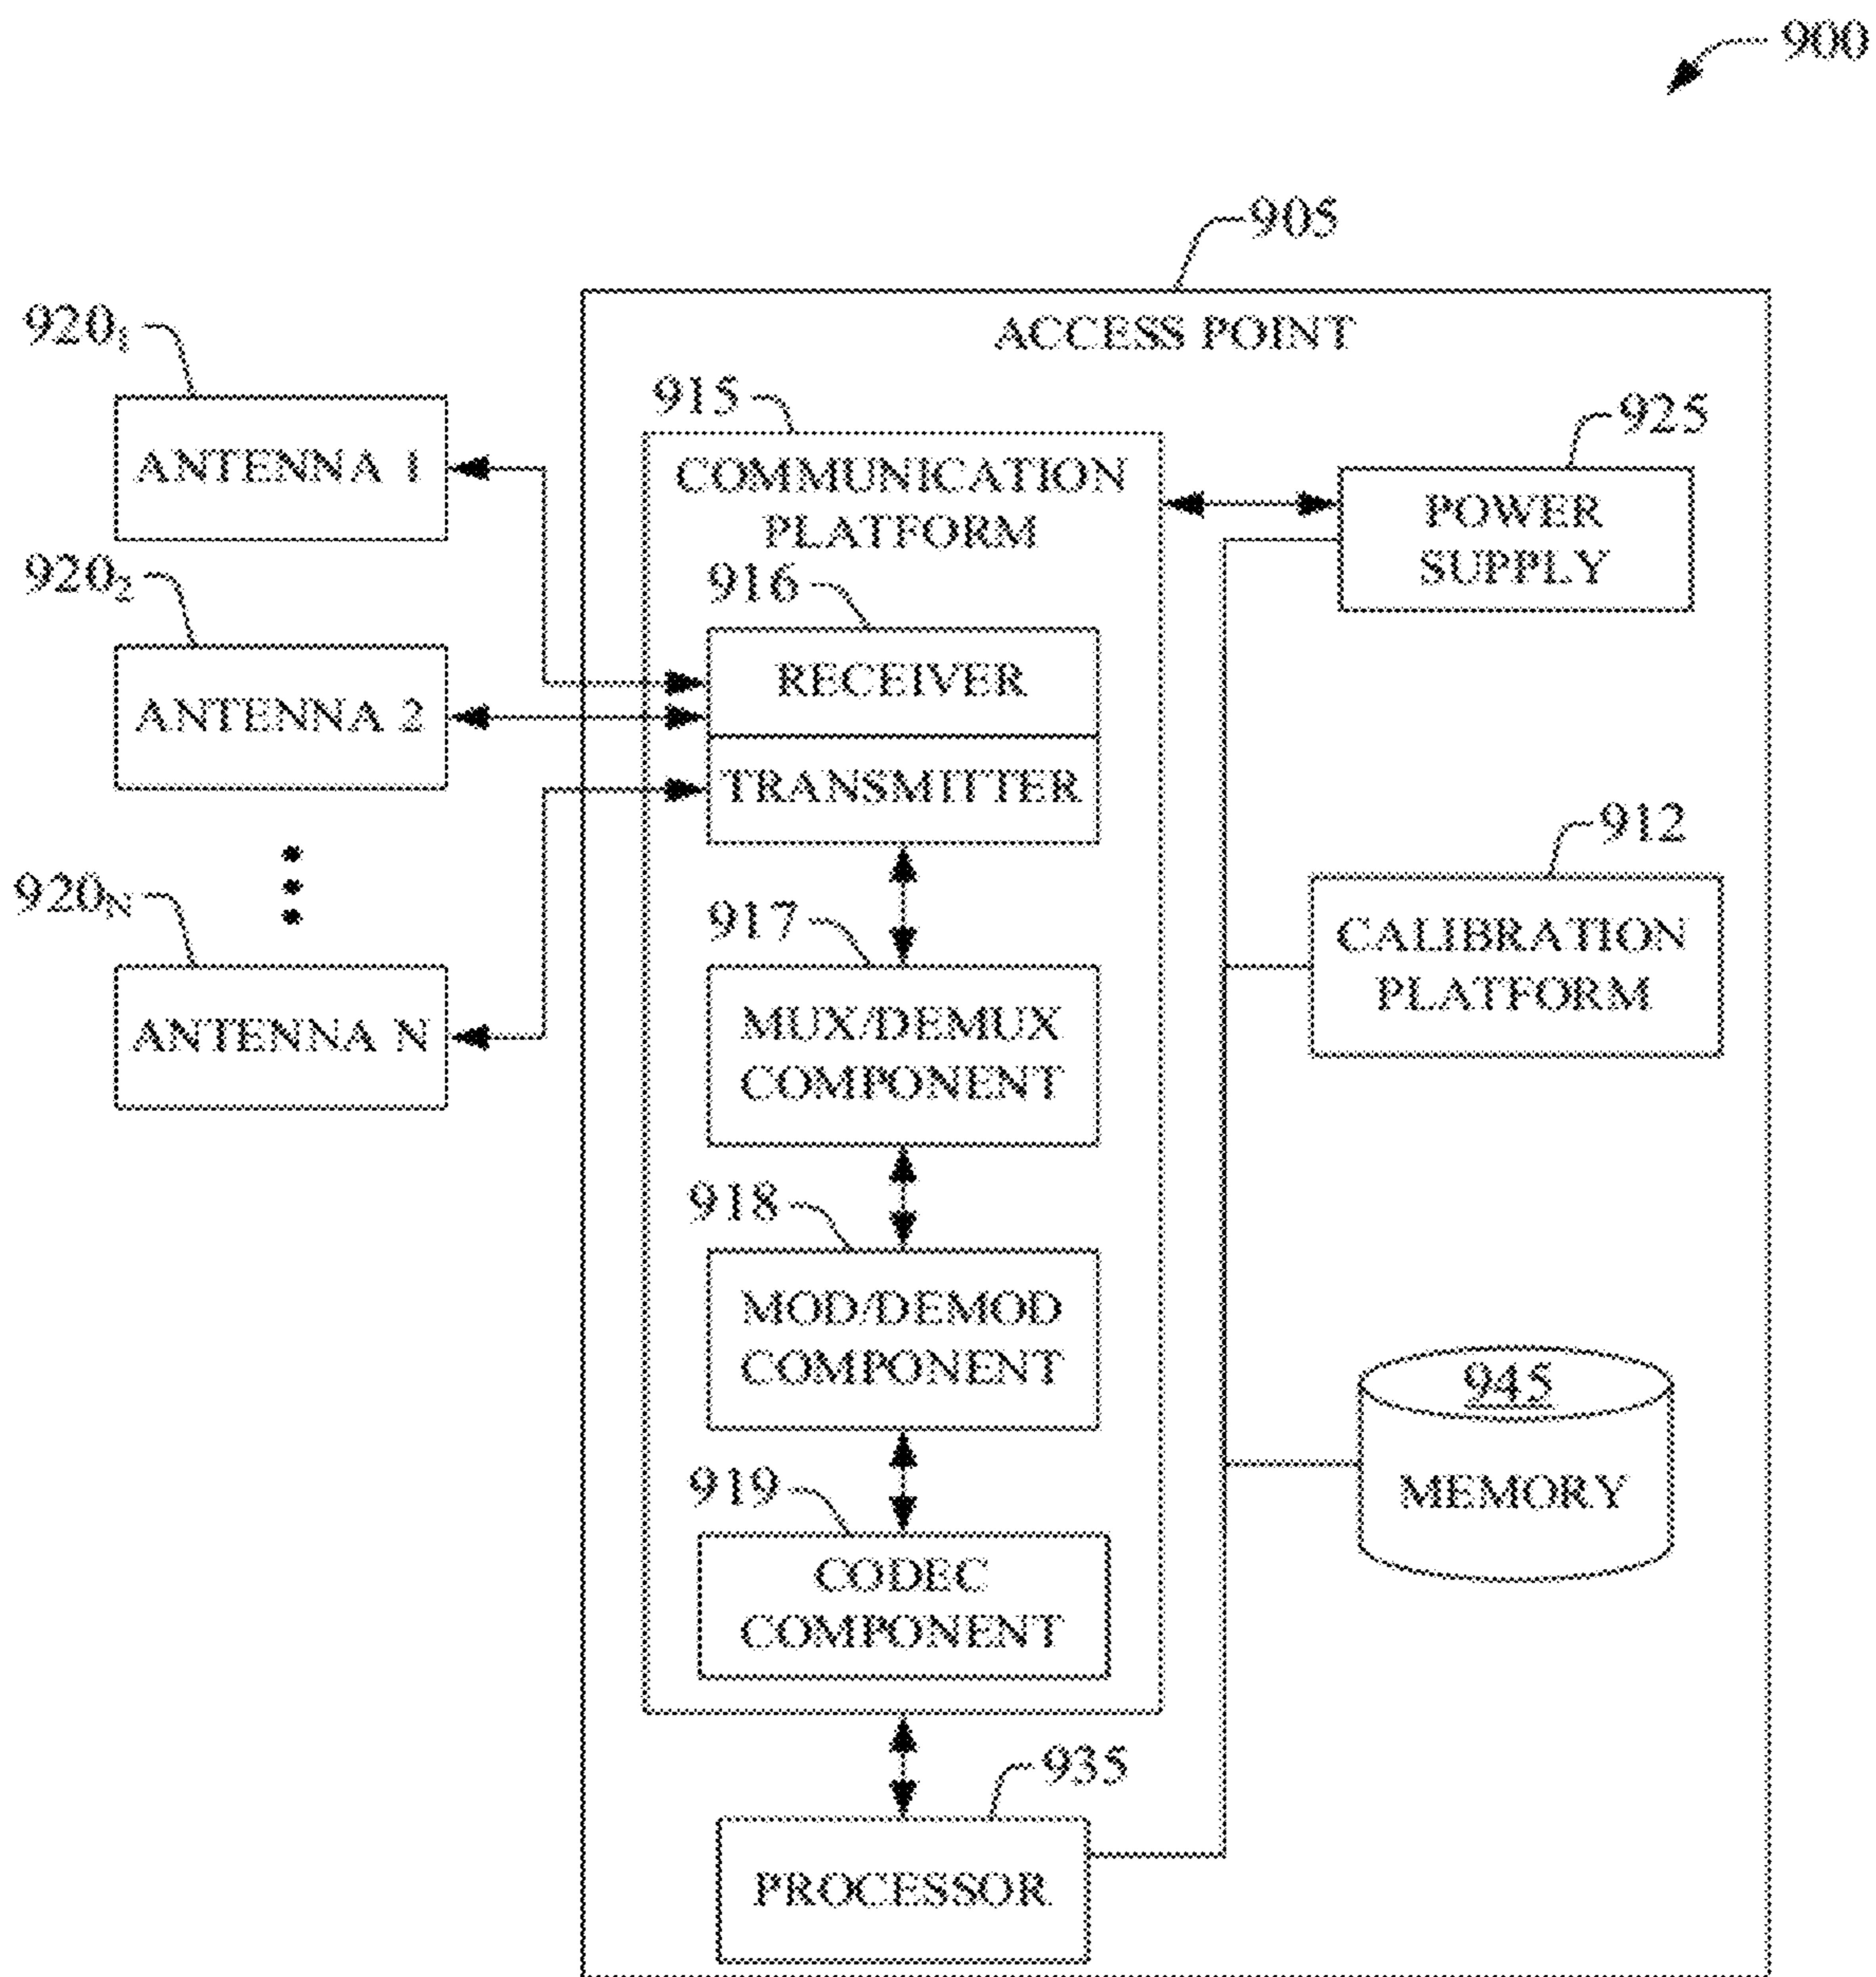 900
905
ACCESS POINT
920₁
ANTENNA 1
920₂
ANTENNA 2
920N
ANTENNA N
915
COMMUNICATION
PLATFORM
916
RECEIVER
TRANSMITTER
917
MUX/DEMUX
COMPONENT
918
MOD/DEMOD
COMPONENT
919
CODEC
COMPONENT
935
PROCESSOR
925
POWER
SUPPLY
912
CALIBRATION
PLATFORM
945
MEMORY